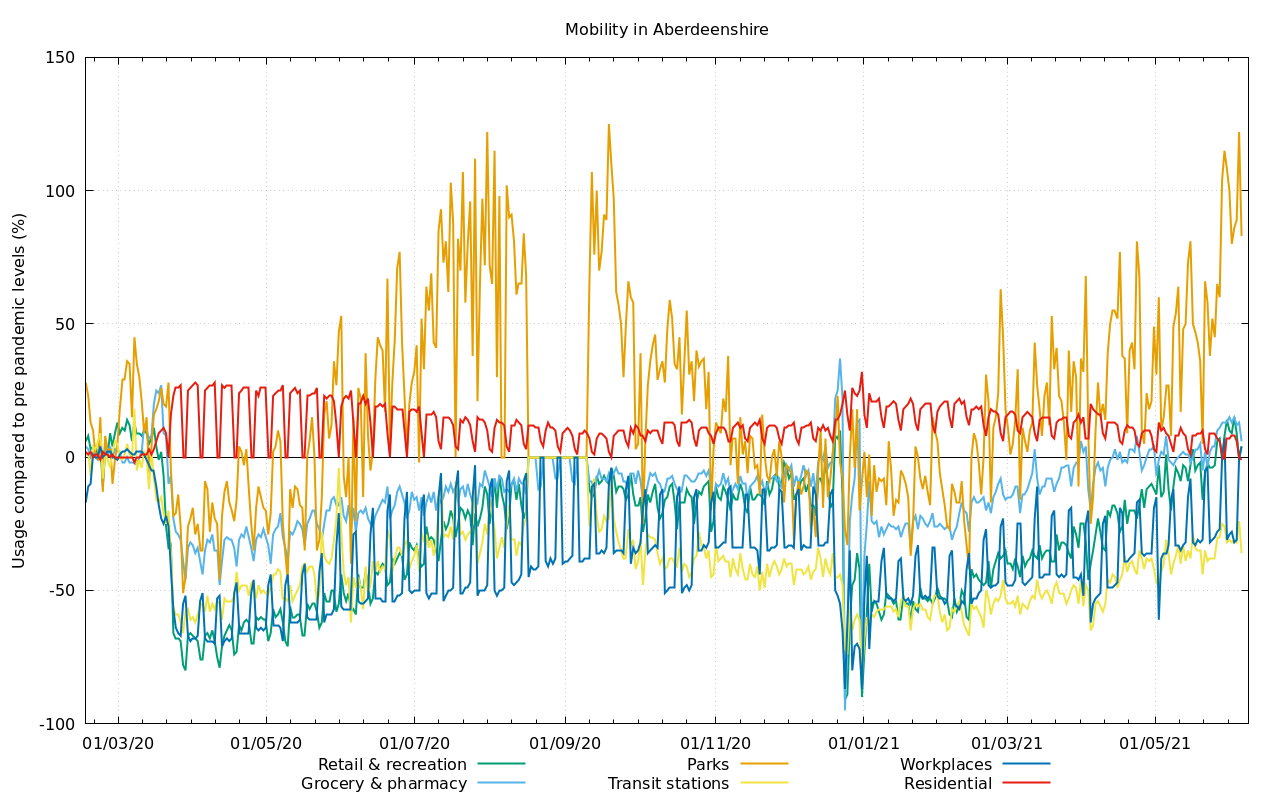 Mobility in Aberdeenshire
Usage compared to pre pandemic levels (%)
150
100
50
0
-50
-100
01/03/20 01/05/20 01/07/20 01/09/20 01/11/20 01/01/21 01/03/21 01/05/21
Retail & recreation Parks Workplaces
Grocery & pharmacy Transit stations Residential